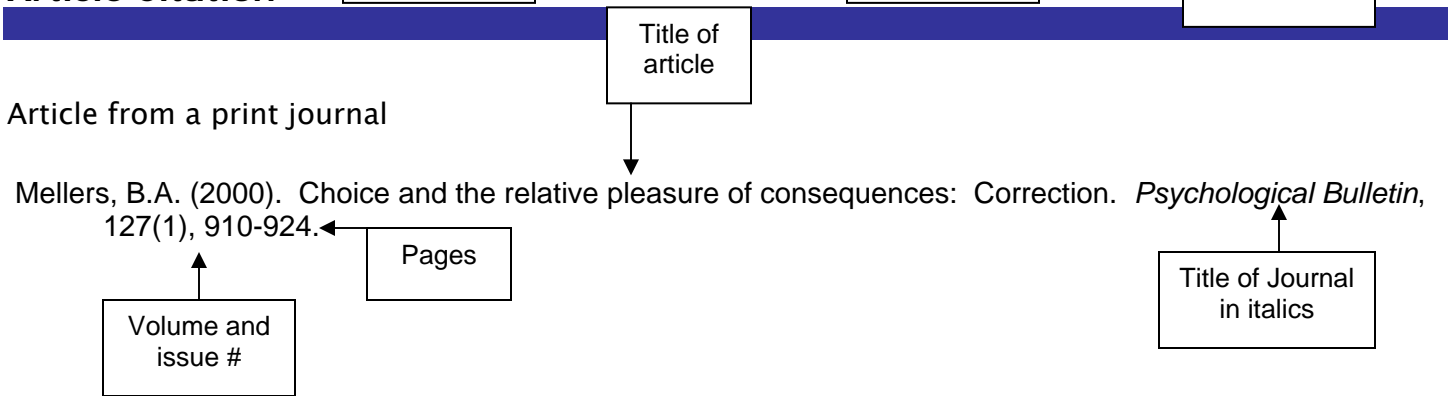 Article Citation
Title of
article
Article from a print journal
Mellers, B.A. (2000).  Choice and the relative pleasure of consequences:  Correction.  Psychological Bulletin,
127(1), 910-924.
Pages
Title of Journal
in italics
Volume and
issue #